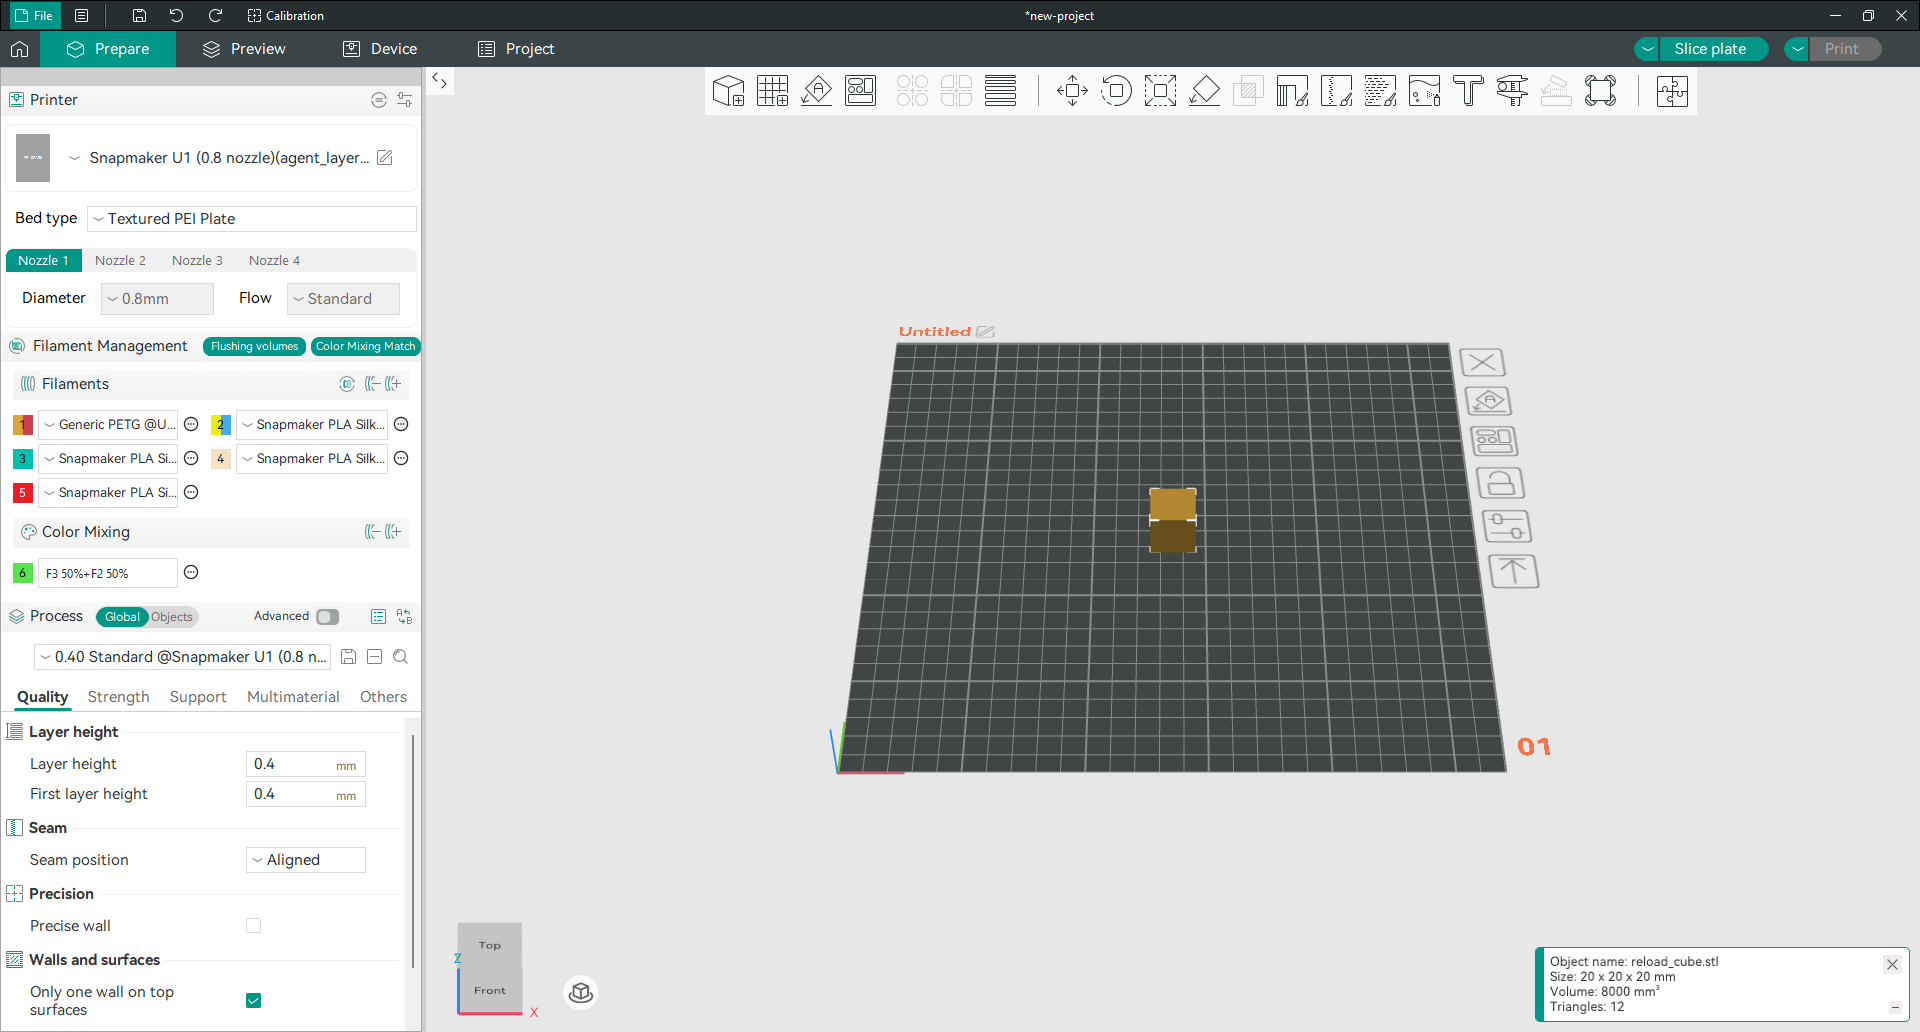 File
Calibration
*new-project
Prepare
Preview
Device
Project
Slice plate
Print
Printer
Snapmaker U1 (0.8 nozzle)(agent_layer...
Bed type
Textured PEI Plate
Nozzle 1
Nozzle 2
Nozzle 3
Nozzle 4
Diameter
0.8mm
Flow
Standard
Filament Management
Flushing volumes
Color Mixing Match
Filaments
1
Generic PETG @U...
2
Snapmaker PLA Silk...
3
Snapmaker PLA Si...
4
Snapmaker PLA Silk...
5
Snapmaker PLA Si...
Color Mixing
6
F3 50%+F2 50%
Process
Global
Objects
Advanced
0.40 Standard @Snapmaker U1 (0.8 n...
Quality
Strength
Support
Multimaterial
Others
Layer height
Layer height
0.4 mm
First layer height
0.4 mm
Seam
Seam position
Aligned
Precision
Precise wall
Walls and surfaces
Only one wall on top
surfaces
Untitled
01
Top
Front
Z
X
Object name: reload_cube.stl
Size: 20 x 20 x 20 mm
Volume: 8000 mm³
Triangles: 12